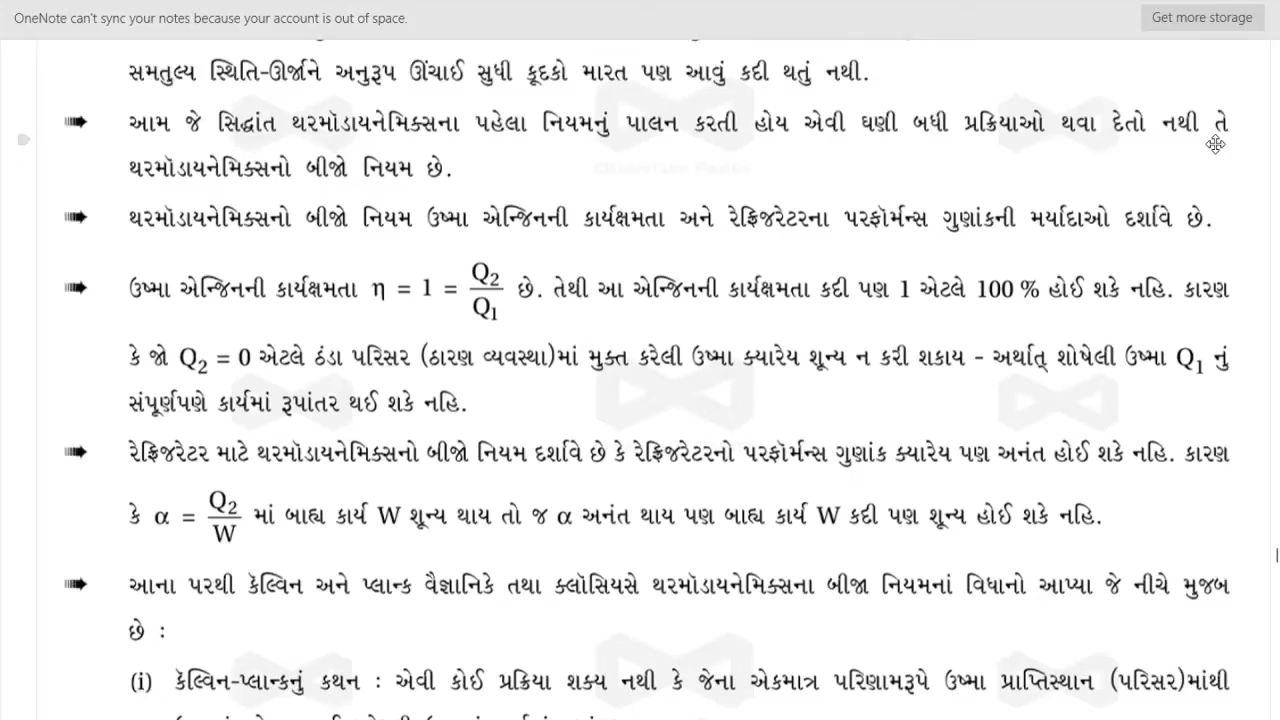 OneNote can't sync your notes because your account is out of space.
Get more storage
સમતુલ્ય સ્થિતિ-ઊર્જાને અનુરૂપ ઊંચાઈ સુધી કૂદકો મારત પણ આવું કદી થતું નથી.
આમ જે સિદ્ધાંત થરમૉડાયનેમિક્સના પહેલા નિયમનું પાલન કરતી હોય એવી ઘણી બધી પ્રક્રિયાઓ થવા દેતો નથી તે
થરમૉડાયનેમિક્સનો બીજો નિયમ છે.
થરમૉડાયનેમિક્સનો બીજો નિયમ ઉષ્મા એન્જિનની કાર્યક્ષમતા અને રેફ્રિજરેટરના પરફૉર્મન્સ ગુણાંકની મર્યાદાઓ દર્શાવે છે.
ઉષ્મા એન્જિનની કાર્યક્ષમતા η = 1 = Q₂/Q₁ છે. તેથી આ એન્જિનની કાર્યક્ષમતા કદી પણ 1 એટલે 100 % હોઈ શકે નહિ. કારણ
કે જો Q₂ = 0 એટલે ઠંડા પરિસર (ઠારણ વ્યવસ્થા)માં મુક્ત કરેલી ઉષ્મા ક્યારેય શૂન્ય ન કરી શકાય - અર્થાત્ શોષેલી ઉષ્મા Q₁ નું
સંપૂર્ણપણે કાર્યમાં રૂપાંતર થઈ શકે નહિ.
રેફ્રિજરેટર માટે થરમૉડાયનેમિક્સનો બીજો નિયમ દર્શાવે છે કે રેફ્રિજરેટરનો પરફૉર્મન્સ ગુણાંક ક્યારેય પણ અનંત હોઈ શકે નહિ. કારણ
કે α = Q₂/W માં બાહ્ય કાર્ય W શૂન્ય થાય તો જ α અનંત થાય પણ બાહ્ય કાર્ય W કદી પણ શૂન્ય હોઈ શકે નહિ.
આના પરથી કૅલ્વિન અને પ્લાન્ક વૈજ્ઞાનિકે તથા ક્લૉસિયસે થરમૉડાયનેમિક્સના બીજા નિયમનાં વિધાનો આપ્યા જે નીચે મુજબ
છે :
(i) કૅલ્વિન-પ્લાન્કનું કથન : એવી કોઈ પ્રક્રિયા શક્ય નથી કે જેના એકમાત્ર પરિણામરૂપે ઉષ્મા પ્રાપ્તિસ્થાન (પરિસર)માંથી